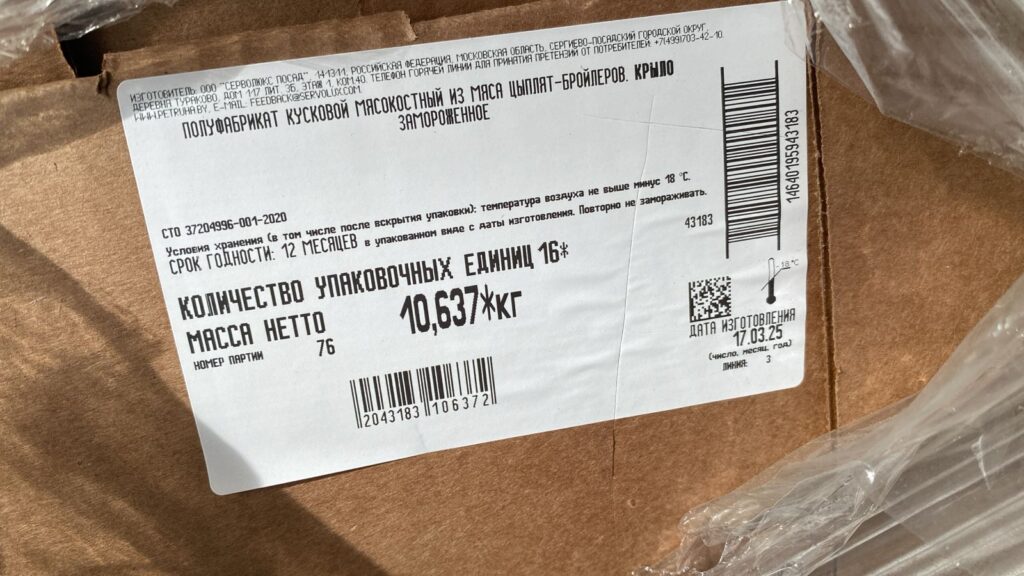 ИЗГОТОВИТЕЛЬ: ООО "СЕРВОЛЮКС ПОСАД" 141311, РОССИЙСКАЯ ФЕДЕРАЦИЯ, МОСКОВСКАЯ ОБЛАСТЬ, СЕРГИЕВО-ПОСАДСКИЙ ГОРОДСКОЙ ОКРУГ,
ДЕРЕВНЯ ТУРАКОВО, ДОМ 117 ЛИТ. 3Б, ЭТАЖ 1, КОМ.40. ТЕЛЕФОН ГОРЯЧЕЙ ЛИНИИ ДЛЯ ПРИНЯТИЯ ПРЕТЕНЗИЙ ОТ ПОТРЕБИТЕЛЕЙ: +7(499)703-42-10.
WWW.PETRUHA.BY, E-MAIL: FEEDBACK@SERVOLUX.COM.
ПОЛУФАБРИКАТ КУСКОВОЙ МЯСОКОСТНЫЙ ИЗ МЯСА ЦЫПЛЯТ-БРОЙЛЕРОВ. КРЫЛО
ЗАМОРОЖЕННОЕ
СТО 37204996-001-2020
Условия хранения (в том числе после вскрытия упаковки): температура воздуха не выше минус 18 °С.
СРОК ГОДНОСТИ: 12 МЕСЯЦЕВ в упакованном виде с даты изготовления. Повторно не замораживать.
43183
КОЛИЧЕСТВО УПАКОВОЧНЫХ ЕДИНИЦ 16*
МАССА НЕТТО 10,637*КГ
НОМЕР ПАРТИИ 76
2043183 106372
14640195943183
-18 °C
ДАТА ИЗГОТОВЛЕНИЯ
17.03.25
(число, месяц, год)
ЛИНИЯ: 3